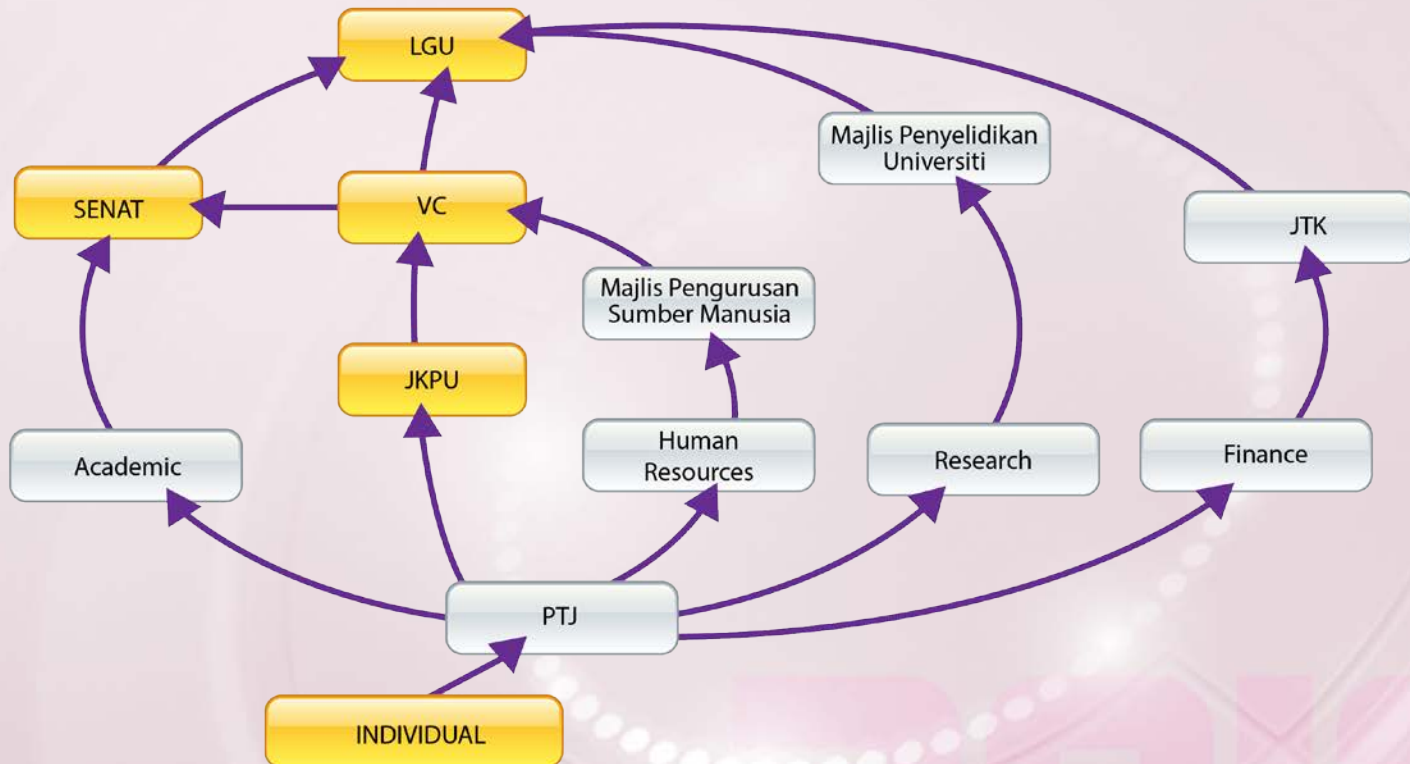 LGU
Majlis Penyelidikan
Universiti
SENAT
VC
JTK
Majlis Pengurusan
Sumber Manusia
JKPU
Academic
Human
Resources
Research
Finance
PTJ
INDIVIDUAL